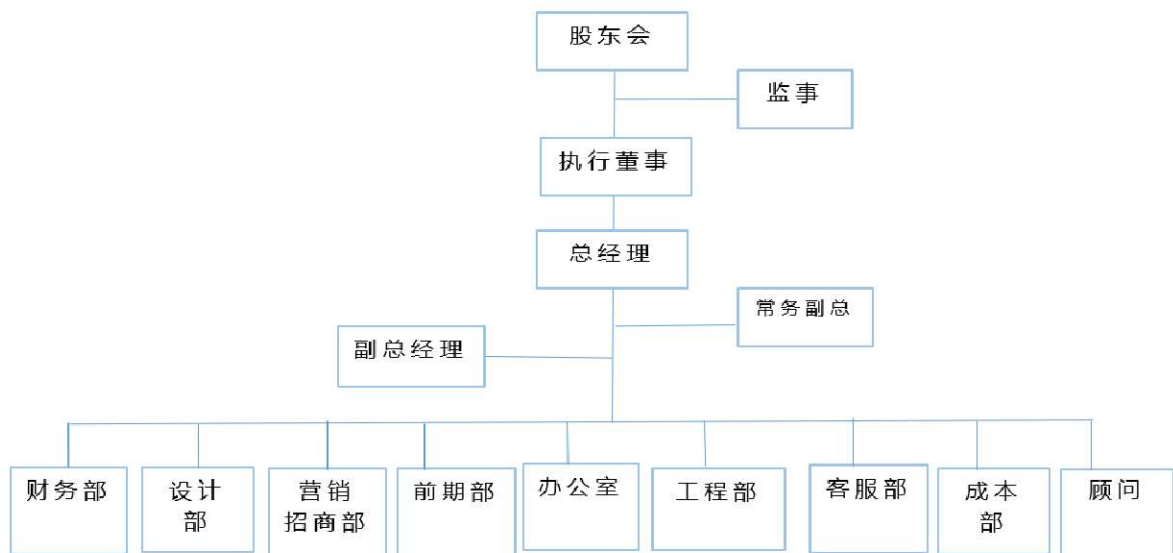 股东会
监事
执行董事
总经理
常务副总
副总经理
财务部
设计
部
营销
招商部
前期部
办公室
工程部
客服部
成本
部
顾问